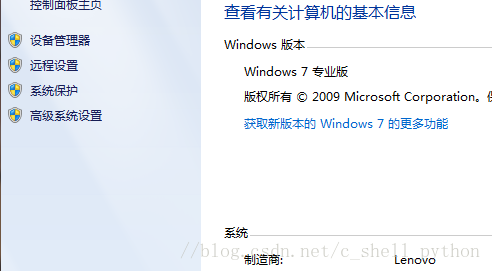 控制面板主页
设备管理器
远程设置
系统保护
高级系统设置
查看有关计算机的基本信息
Windows 版本
Windows 7 专业版
版权所有 © 2009 Microsoft Corporation。
获取新版本的 Windows 7 的更多功能
系统
制造商: Lenovo
//blog.csdn.net/c_shell_python